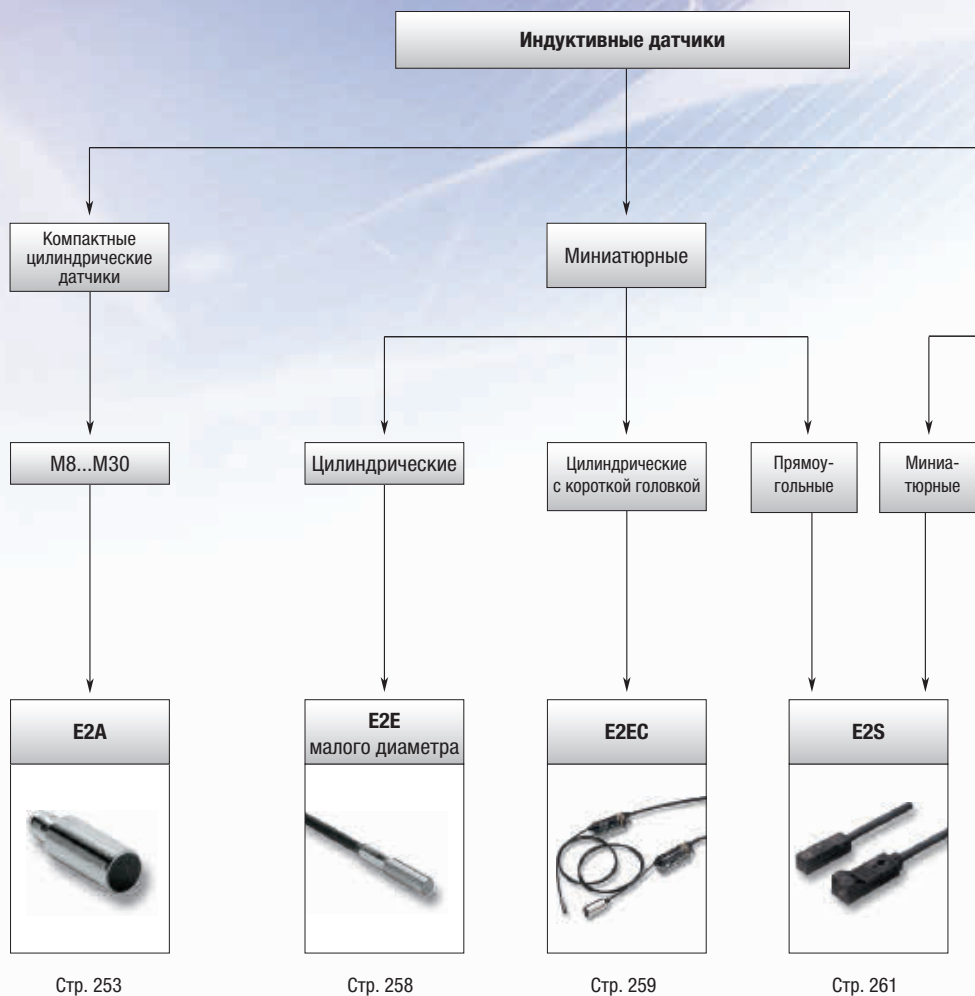 Индуктивные датчики
Компактные
цилиндрические
датчики
Миниатюрные
M8...M30
Цилиндрические
Цилиндрические
с короткой головкой
Прямоу-
гольные
Миниа-
тюрные
E2A
E2E
малого диаметра
E2EC
E2S
Стр. 253
Стр. 258
Стр. 259
Стр. 261